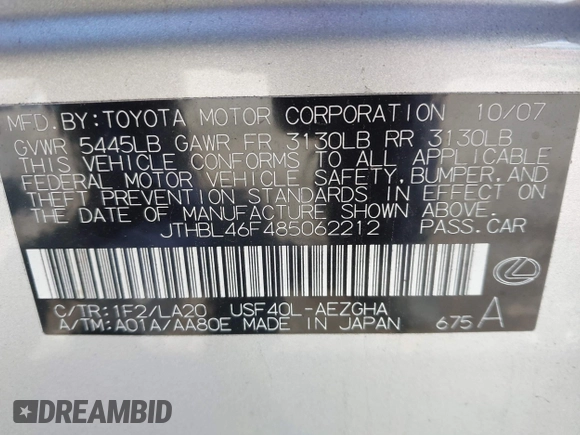 MFD.BY:TOYOTA MOTOR CORPORATION 10/07
GVWR 5445LB GAWR FR 3130LB RR 3130LB
THIS VEHICLE CONFORMS TO ALL APPLICABLE
FEDERAL MOTOR VEHICLE SAFETY,BUMPER,AND
THEFT PREVENTION STANDARDS IN EFFECT ON
THE DATE OF MANUFACTURE SHOWN ABOVE.
JTHBL46F485062212 PASS.CAR
C/TR:1F2/LA20 USF40L-AEZGHA
A/TM:A01A/AA80E MADE IN JAPAN 675 A
DREAMBID